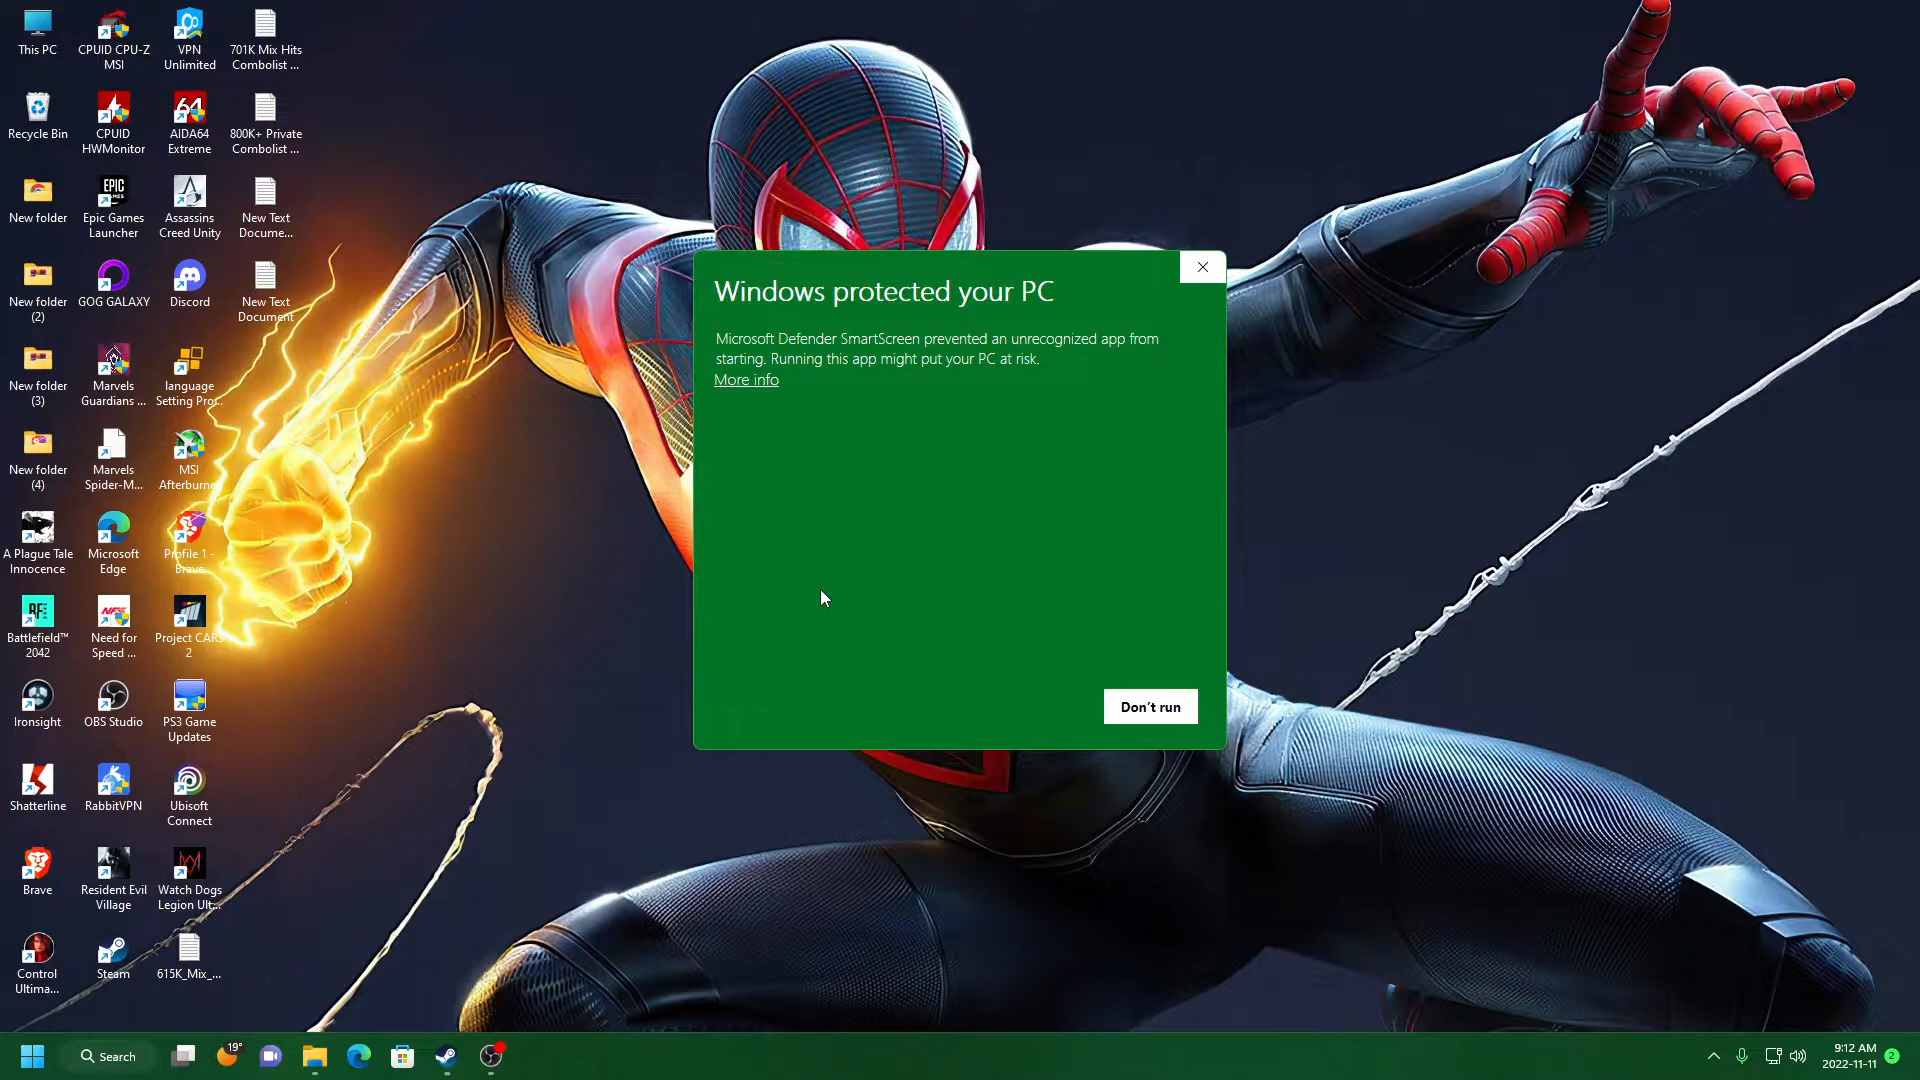 This PC
CPUID CPU-Z
MSI
VPN
Unlimited
701K Mix Hits
Combolist ...
Recycle Bin
CPUID
HWMonitor
64
AIDA64
Extreme
800K+ Private
Combolist ...
New folder
EPIC
GAMES
Epic Games
Launcher
Assassins
Creed Unity
New Text
Docume...
New folder
(2)
GOG GALAXY
Discord
New Text
Document
New folder
(3)
Marvels
Guardians ...
language
Setting Pro...
New folder
(4)
Marvels
Spider-M...
MSI
Afterburner
A Plague Tale
Innocence
Microsoft
Edge
Profile 1 -
Brave
BF
Battlefield™
2042
NFS
Need for
Speed ...
Project CARS
2
Ironsight
OBS Studio
PS3 Game
Updates
Shatterline
RabbitVPN
Ubisoft
Connect
Brave
Resident Evil
Village
Watch Dogs
Legion Ult...
Control
Ultima...
Steam
615K_Mix_...
Windows protected your PC
Microsoft Defender SmartScreen prevented an unrecognized app from
starting. Running this app might put your PC at risk.
More info
Don't run
Search
19°
9:12 AM
2022-11-11
2